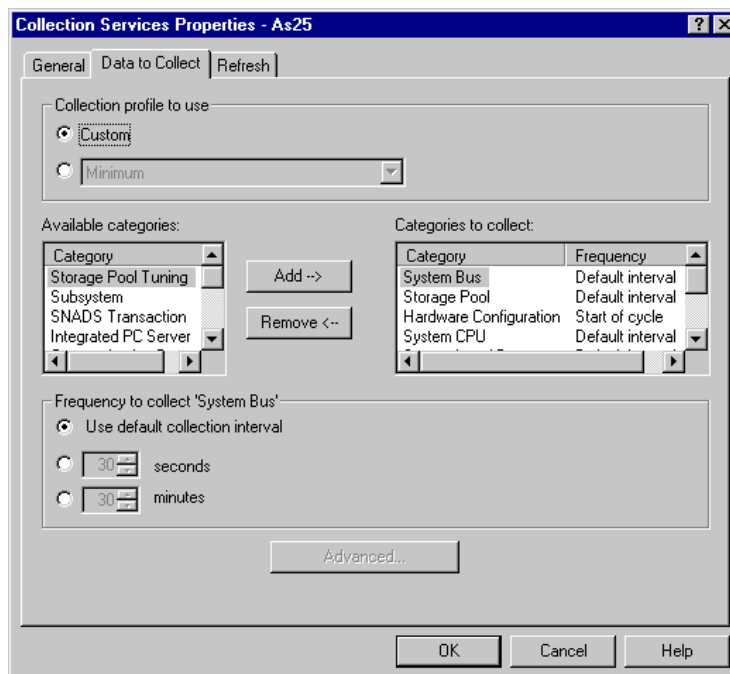 Collection Services Properties - As25
General Data to Collect Refresh
Collection profile to use
Custom
Minimum
Available categories:
Category
Storage Pool Tuning
Subsystem
SNADS Transaction
Integrated PC Server
Add -->
Remove <--
Categories to collect:
Category Frequency
System Bus Default interval
Storage Pool Default interval
Hardware Configuration Start of cycle
System CPU Default interval
Frequency to collect 'System Bus'
Use default collection interval
30 seconds
30 minutes
Advanced...
OK Cancel Help